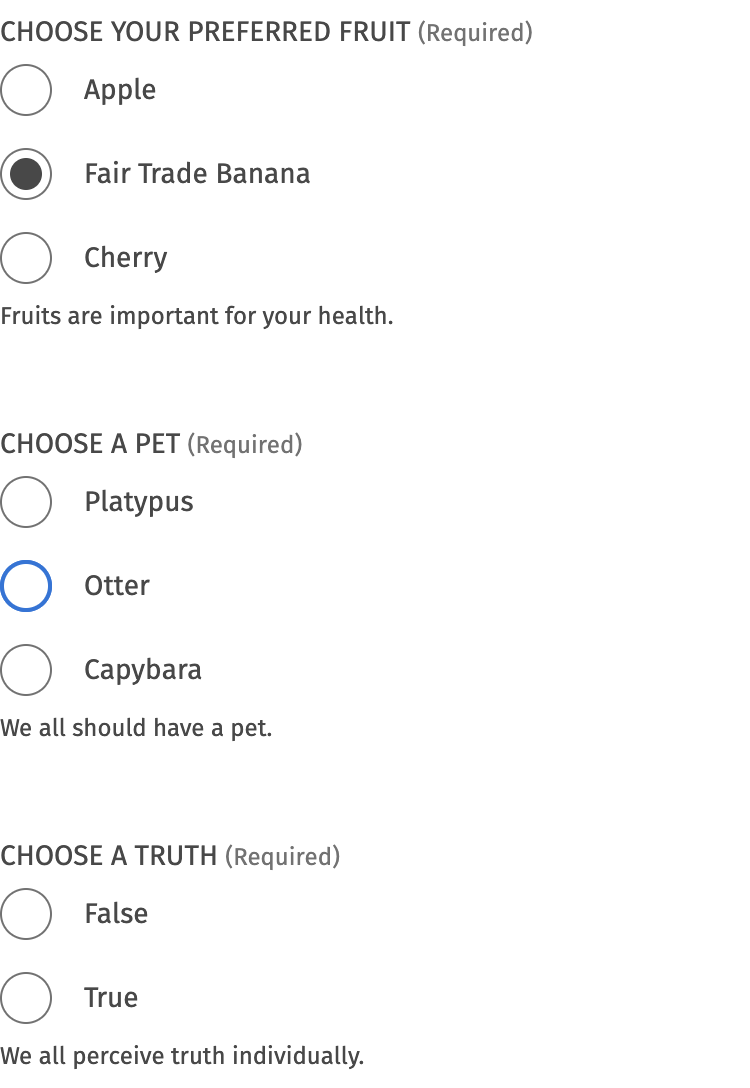 CHOOSE YOUR PREFERRED FRUIT (Required)
Apple
Fair Trade Banana
Cherry
Fruits are important for your health.
CHOOSE A PET (Required)
Platypus
Otter
Capybara
We all should have a pet.
CHOOSE A TRUTH (Required)
False
True
We all perceive truth individually.